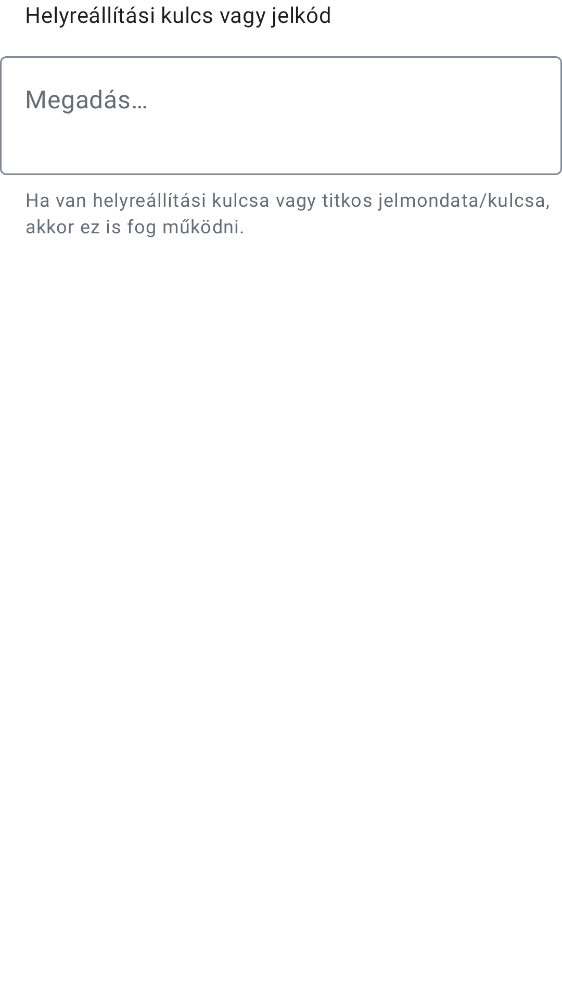 Helyreállítási kulcs vagy jelkód
Megadás…
Ha van helyreállítási kulcsa vagy titkos jelmondata/kulcsa,
akkor ez is fog működni.